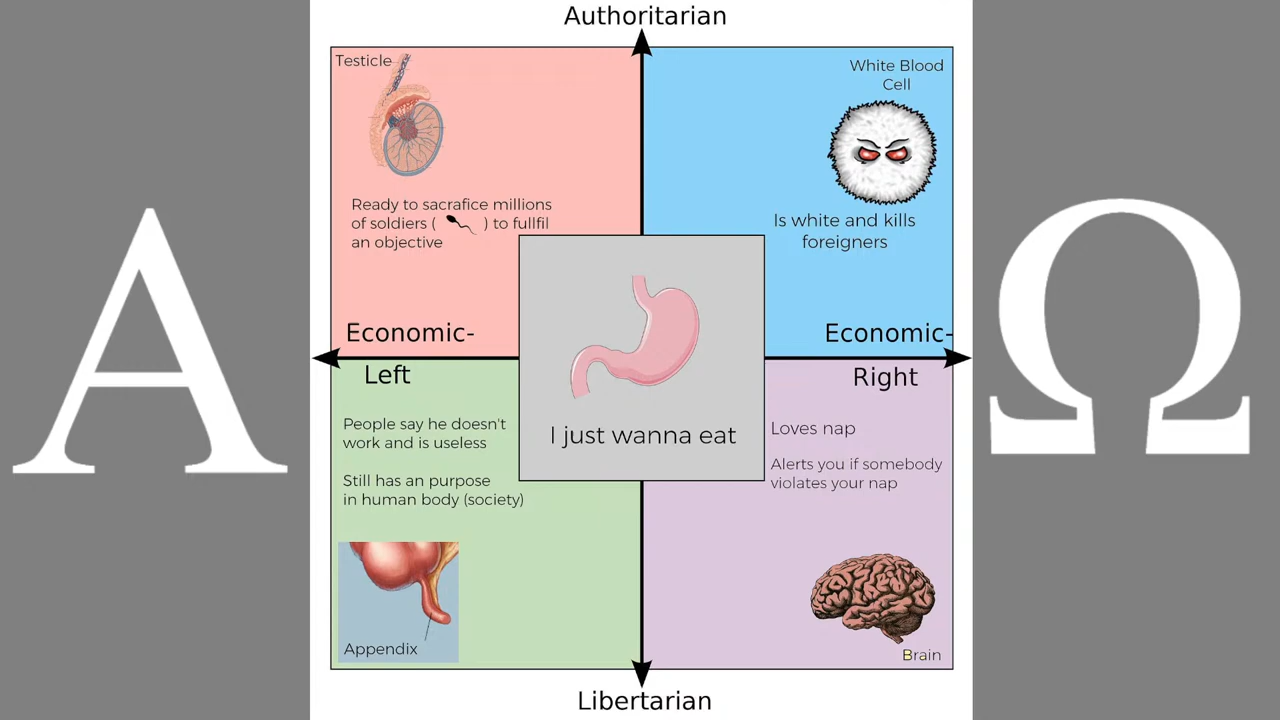 Authoritarian
Testicle
White Blood
Cell
Ready to sacrafice millions
of soldiers ( ) to fullfil
an objective
Is white and kills
foreigners
Α
Ω
Economic-
Left
Economic-
Right
I just wanna eat
People say he doesn't
work and is useless
Still has an purpose
in human body (society)
Appendix
Loves nap
Alerts you if somebody
violates your nap
Brain
Libertarian